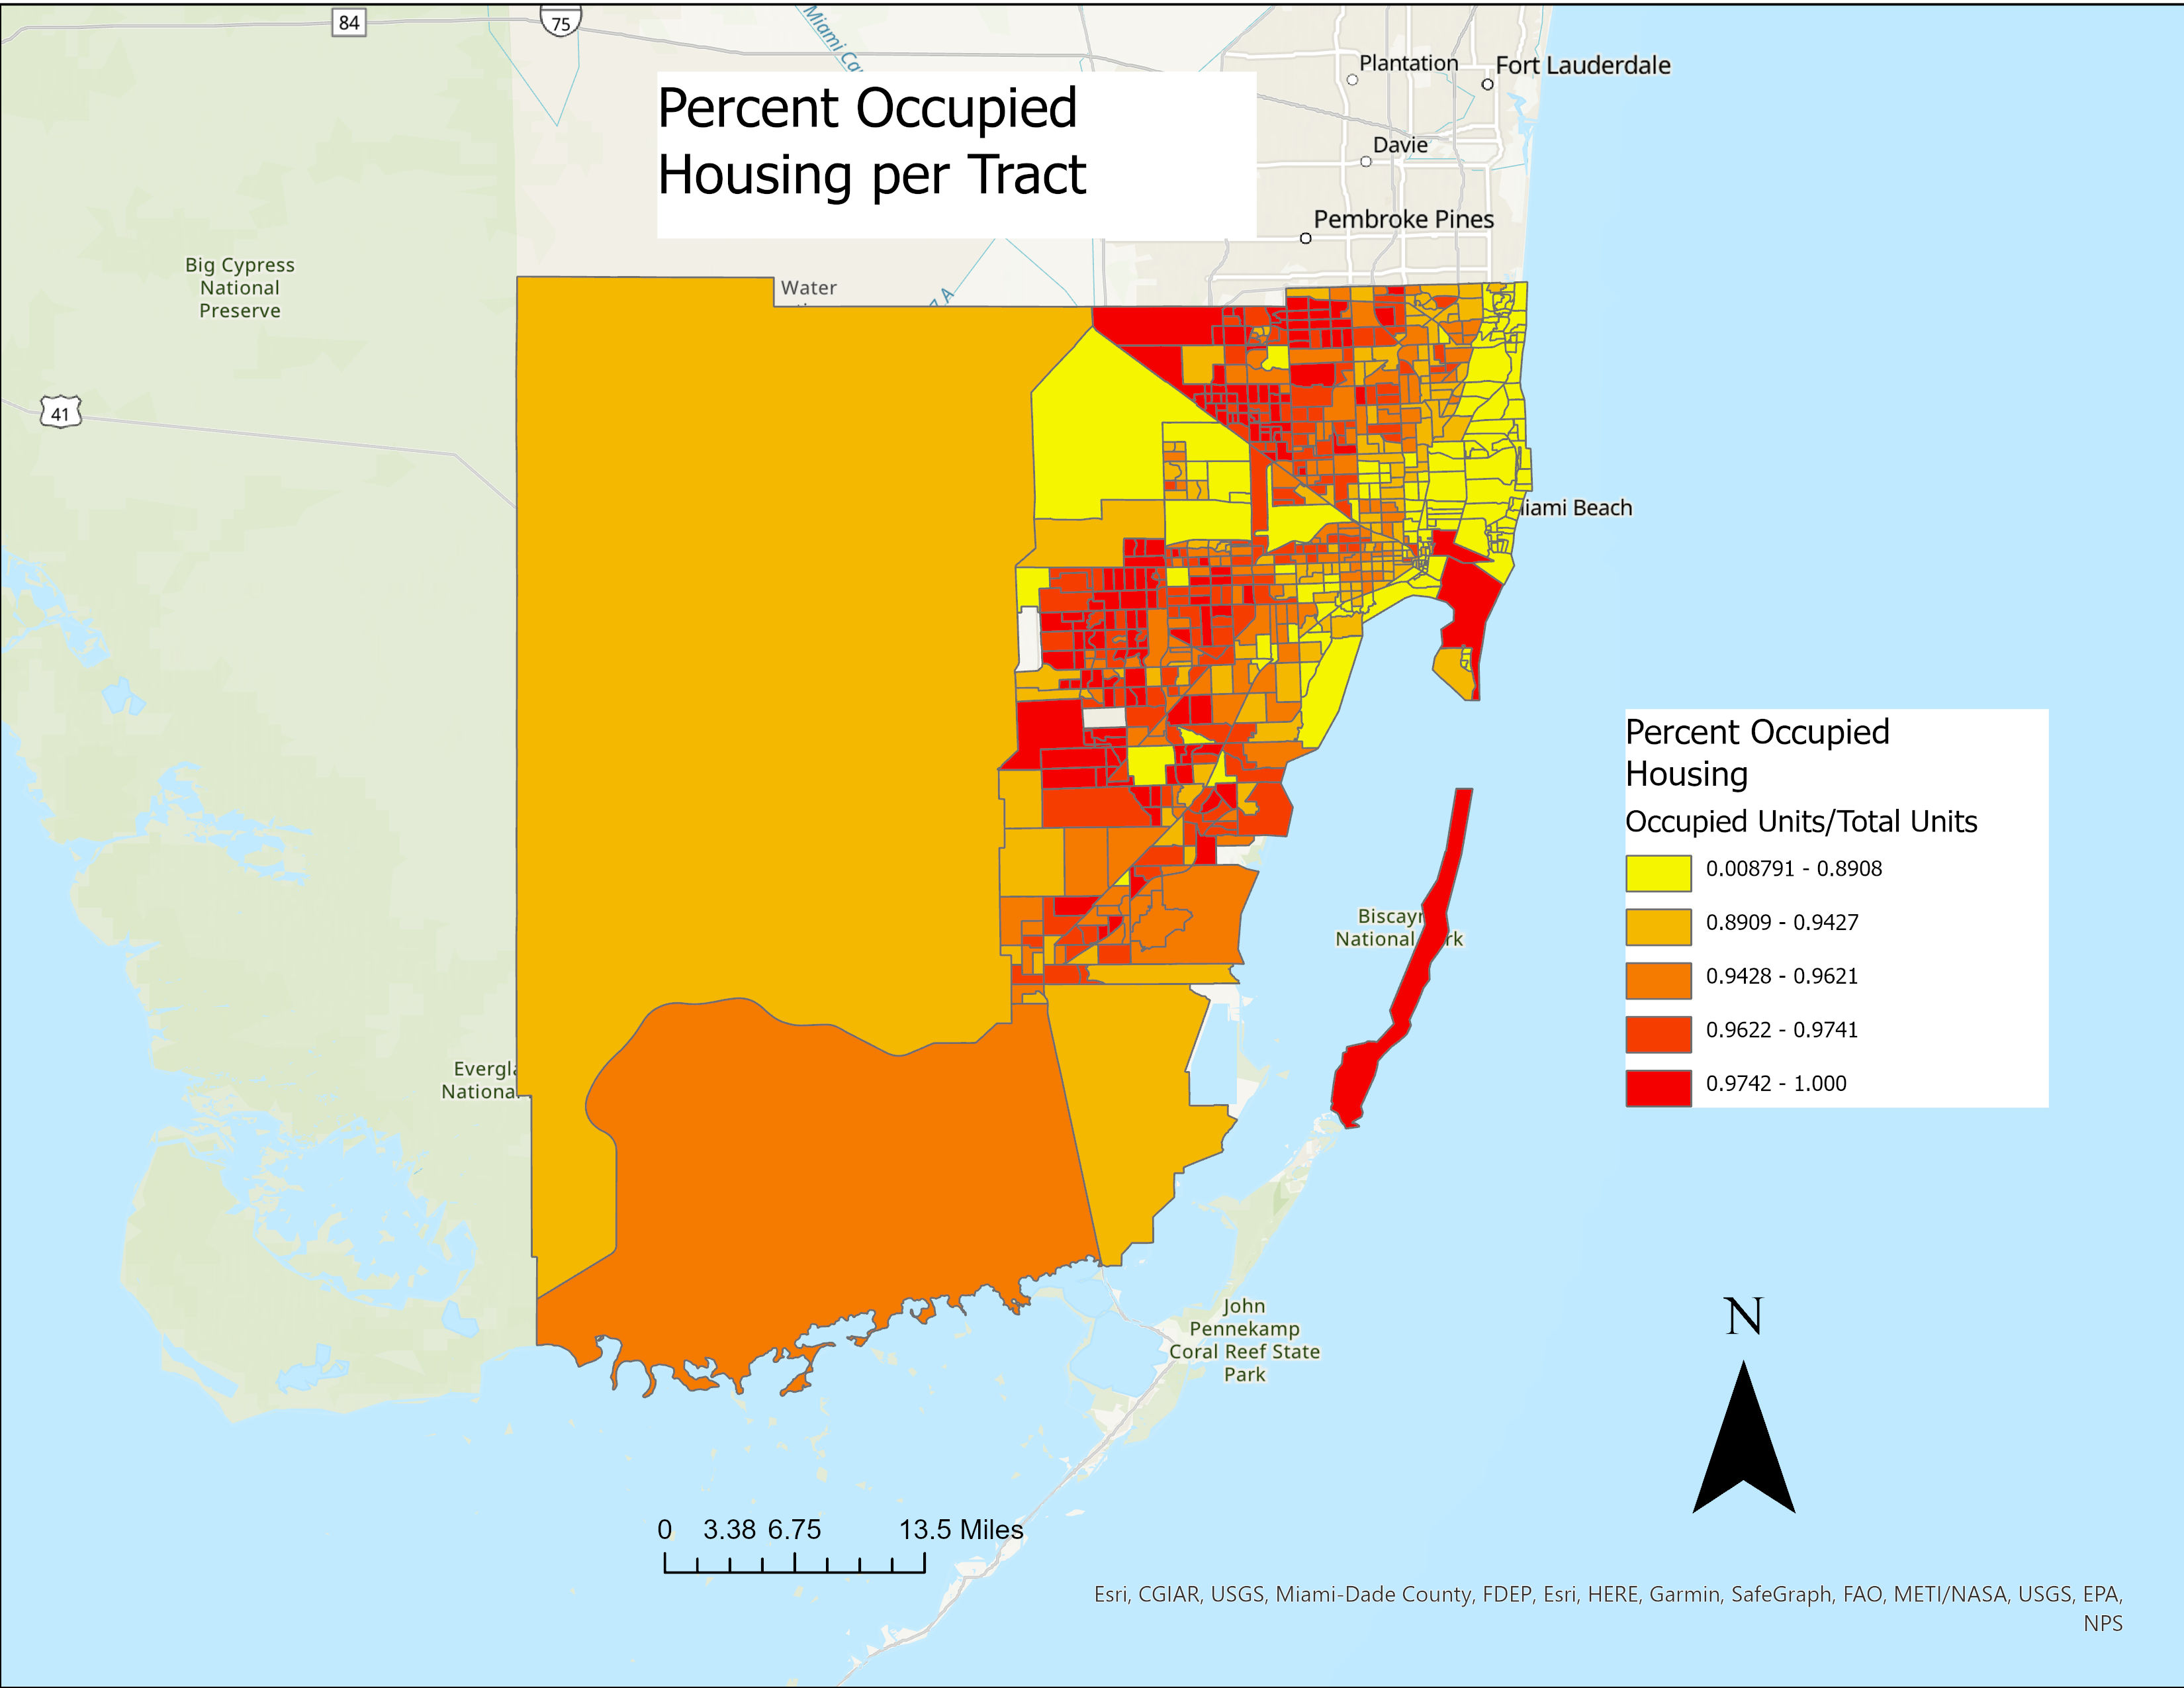 84
75
Miami Ca
Plantation
Fort Lauderdale
Percent Occupied
Housing per Tract
Davie
Pembroke Pines
Big Cypress
National
Preserve
Water
41
iami Beach
Percent Occupied
Housing
Occupied Units/Total Units
0.008791 - 0.8908
0.8909 - 0.9427
0.9428 - 0.9621
0.9622 - 0.9741
0.9742 - 1.000
Biscayn
National rk
Evergla
National
John
Pennekamp
Coral Reef State
Park
N
0 3.38 6.75 13.5 Miles
Esri, CGIAR, USGS, Miami-Dade County, FDEP, Esri, HERE, Garmin, SafeGraph, FAO, METI/NASA, USGS, EPA,
NPS